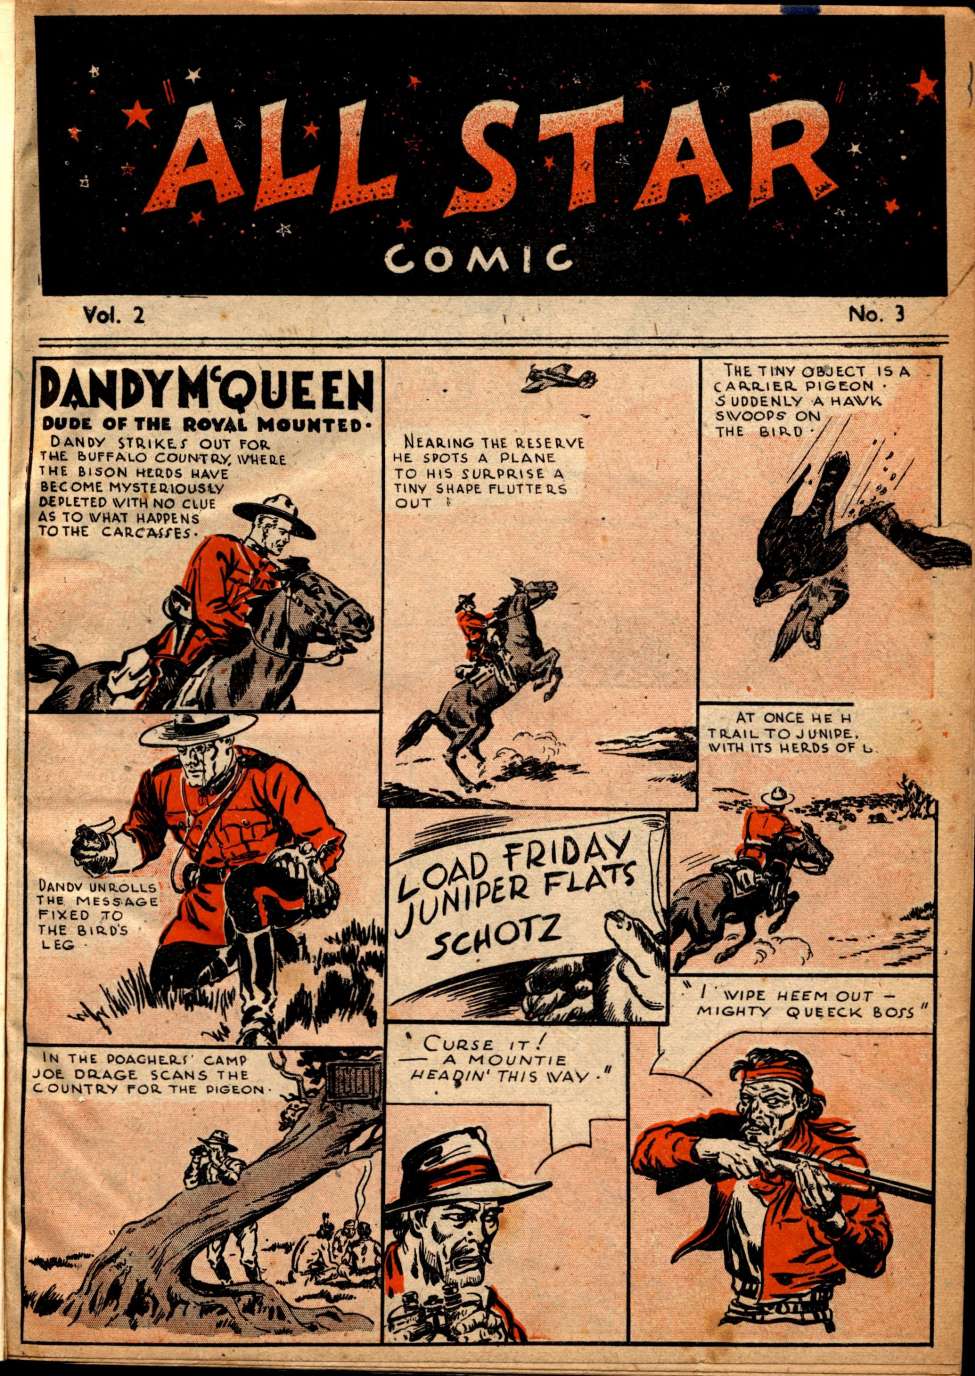 "ALL STAR"
COMIC
Vol. 2
No. 3
DANDY McQUEEN
DUDE OF THE ROYAL MOUNTED.
DANDY STRIKES OUT FOR
THE BUFFALO COUNTRY, WHERE
THE BISON HERDS HAVE
BECOME MYSTERIOUSLY
DEPLETED WITH NO CLUE
AS TO WHAT HAPPENS
TO THE CARCASSES.
NEARING THE RESERVE
HE SPOTS A PLANE
TO HIS SURPRISE A
TINY SHAPE FLUTTERS
OUT !
THE TINY OBJECT IS A
CARRIER PIGEON.
SUDDENLY A HAWK
SWOOPS ON
THE BIRD.
DANDY UNROLLS
THE MESSAGE
FIXED TO
THE BIRD'S
LEG.
LOAD FRIDAY
JUNIPER FLATS
SCHOTZ
AT ONCE HE H
TRAIL TO JUNIPE
WITH ITS HERDS OF
IN THE POACHERS' CAMP
JOE DRAGE SCANS THE
COUNTRY FOR THE PIGEON.
"CURSE IT!
— A MOUNTIE
HEADIN' THIS WAY."
"I WIPE HEEM OUT —
MIGHTY QUEECK BOSS"